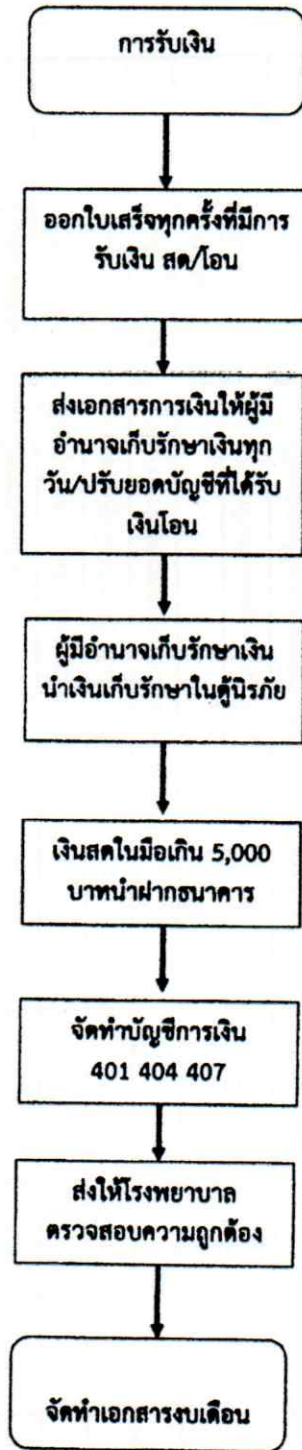 การรับเงิน
ออกใบเสร็จทุกครั้งที่มีการ
รับเงิน สด/โอน
ส่งเอกสารการเงินให้ผู้มี
อำนาจเก็บรักษาเงินทุก
วัน/ปรับยอดบัญชีที่ได้รับ
เงินโอน
ผู้มีอำนาจเก็บรักษาเงิน
นำเงินเก็บรักษาในตู้นิรภัย
เงินสดในมือเกิน 5,000
บาทนำฝากธนาคาร
จัดทำบัญชีการเงิน
401 404 407
ส่งให้โรงพยาบาล
ตรวจสอบความถูกต้อง
จัดทำเอกสารงบเดือน